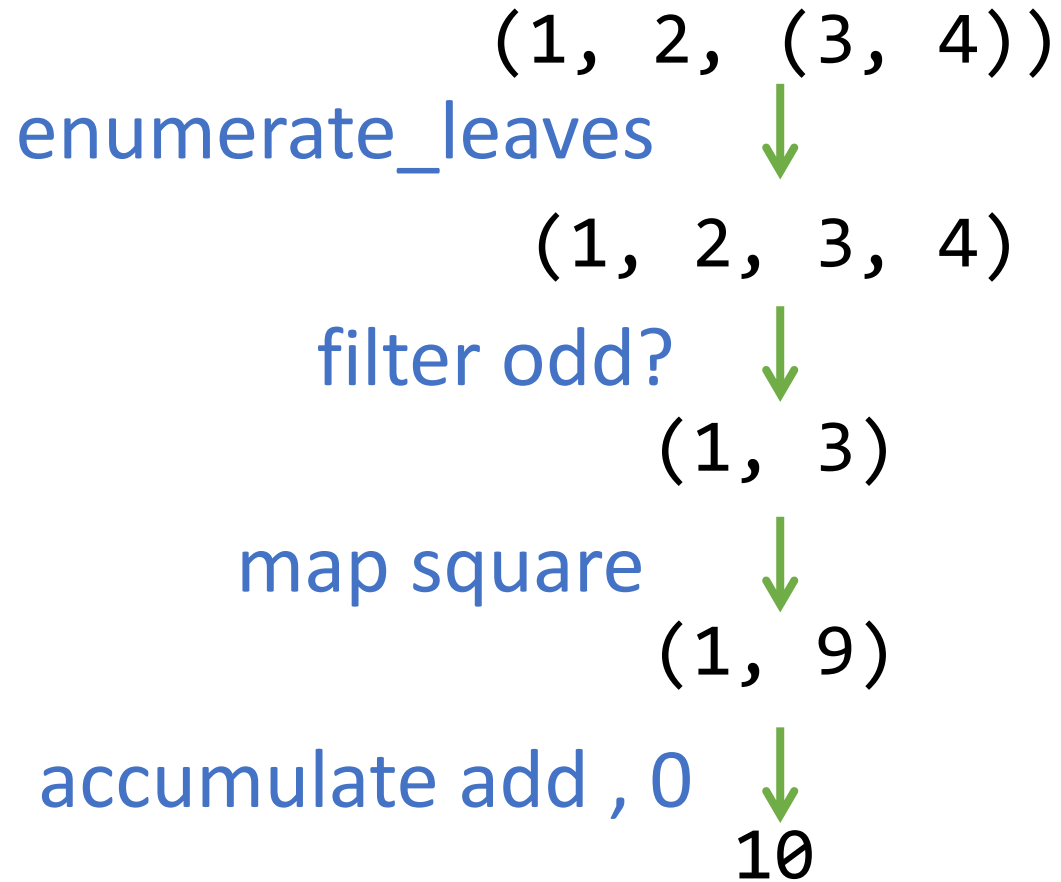 (1, 2, (3, 4))
enumerate_leaves
(1, 2, 3, 4)
filter odd?
(1, 3)
map square
(1, 9)
accumulate add , 0
10